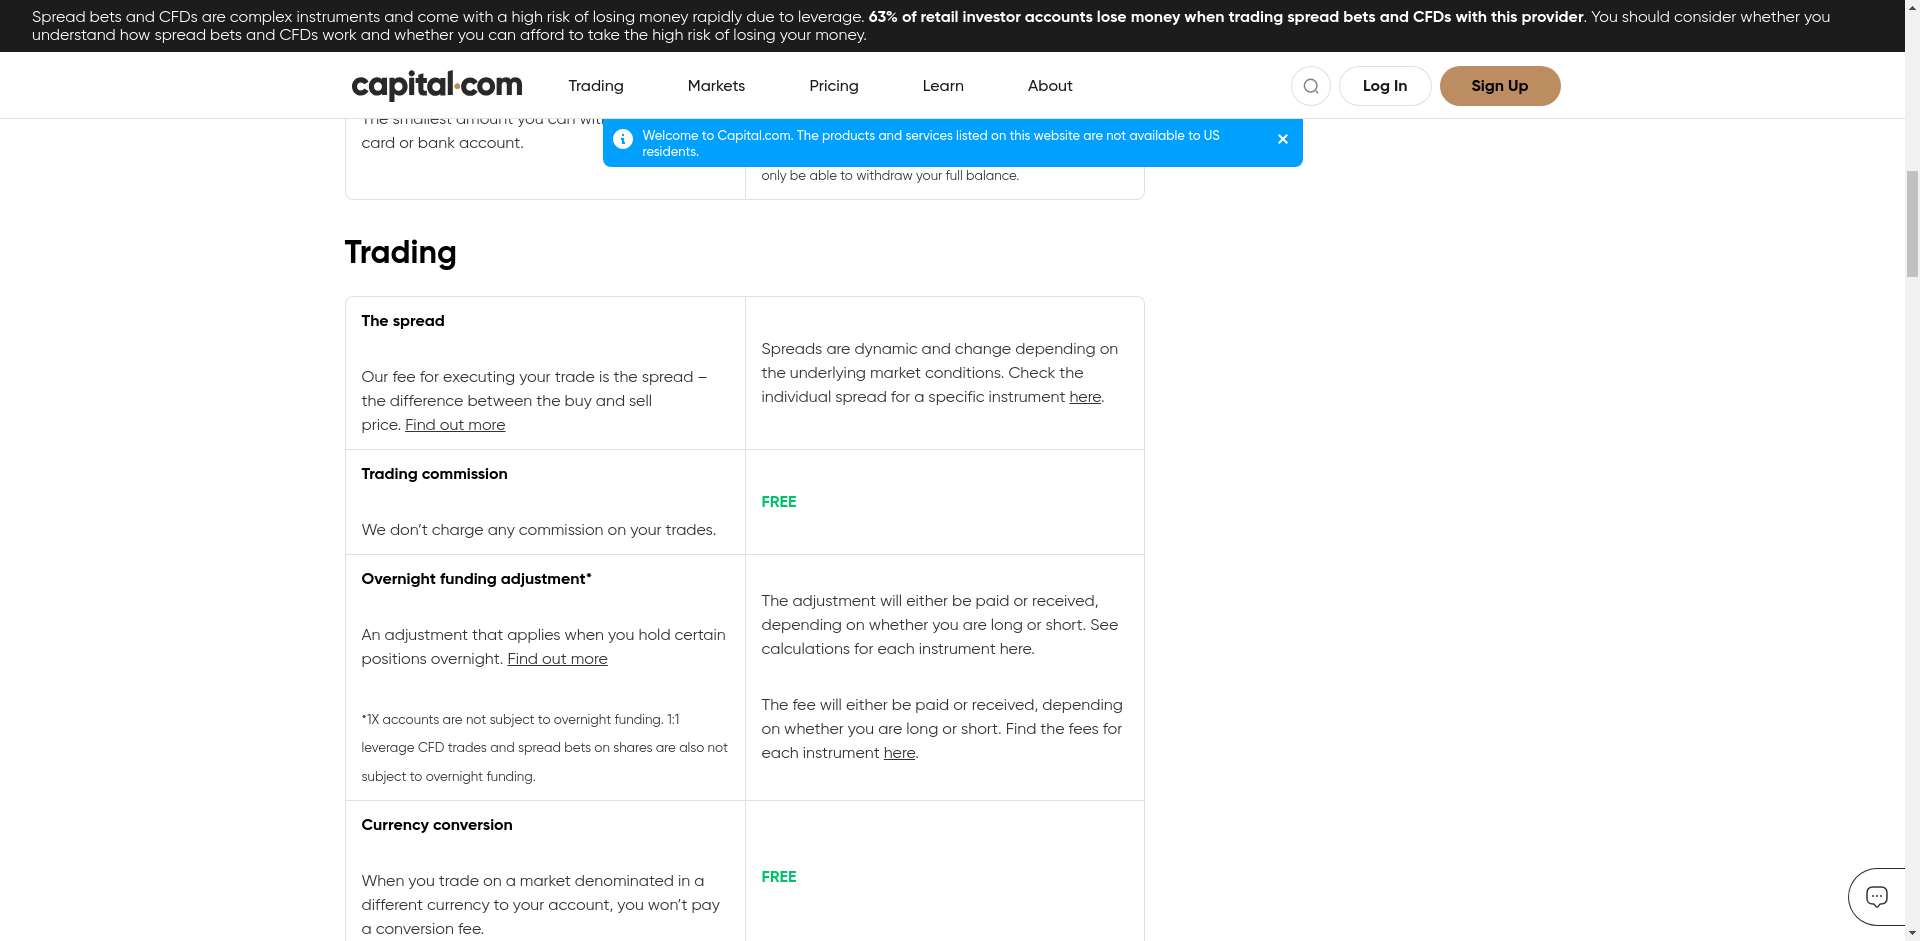 Spread bets and CFDs are complex instruments and come with a high risk of losing money rapidly due to leverage. 63% of retail investor accounts lose money when trading spread bets and CFDs with this provider. You should consider whether you
understand how spread bets and CFDs work and whether you can afford to take the high risk of losing your money.
capital.com
Trading
Markets
Pricing
Learn
About
Log In
Sign Up
Welcome to Capital.com. The products and services listed on this website are not available to US
residents.
The smallest amount you can
card or bank account.
only be able to withdraw your full balance.
Trading
The spread
Our fee for executing your trade is the spread –
the difference between the buy and sell
price. Find out more
Spreads are dynamic and change depending on
the underlying market conditions. Check the
individual spread for a specific instrument here.
Trading commission
We don’t charge any commission on your trades.
FREE
Overnight funding adjustment*
An adjustment that applies when you hold certain
positions overnight. Find out more
*1X accounts are not subject to overnight funding. 1:1
leverage CFD trades and spread bets on shares are also not
subject to overnight funding.
The adjustment will either be paid or received,
depending on whether you are long or short. See
calculations for each instrument here.
The fee will either be paid or received, depending
on whether you are long or short. Find the fees for
each instrument here.
Currency conversion
When you trade on a market denominated in a
different currency to your account, you won’t pay
a conversion fee.
FREE